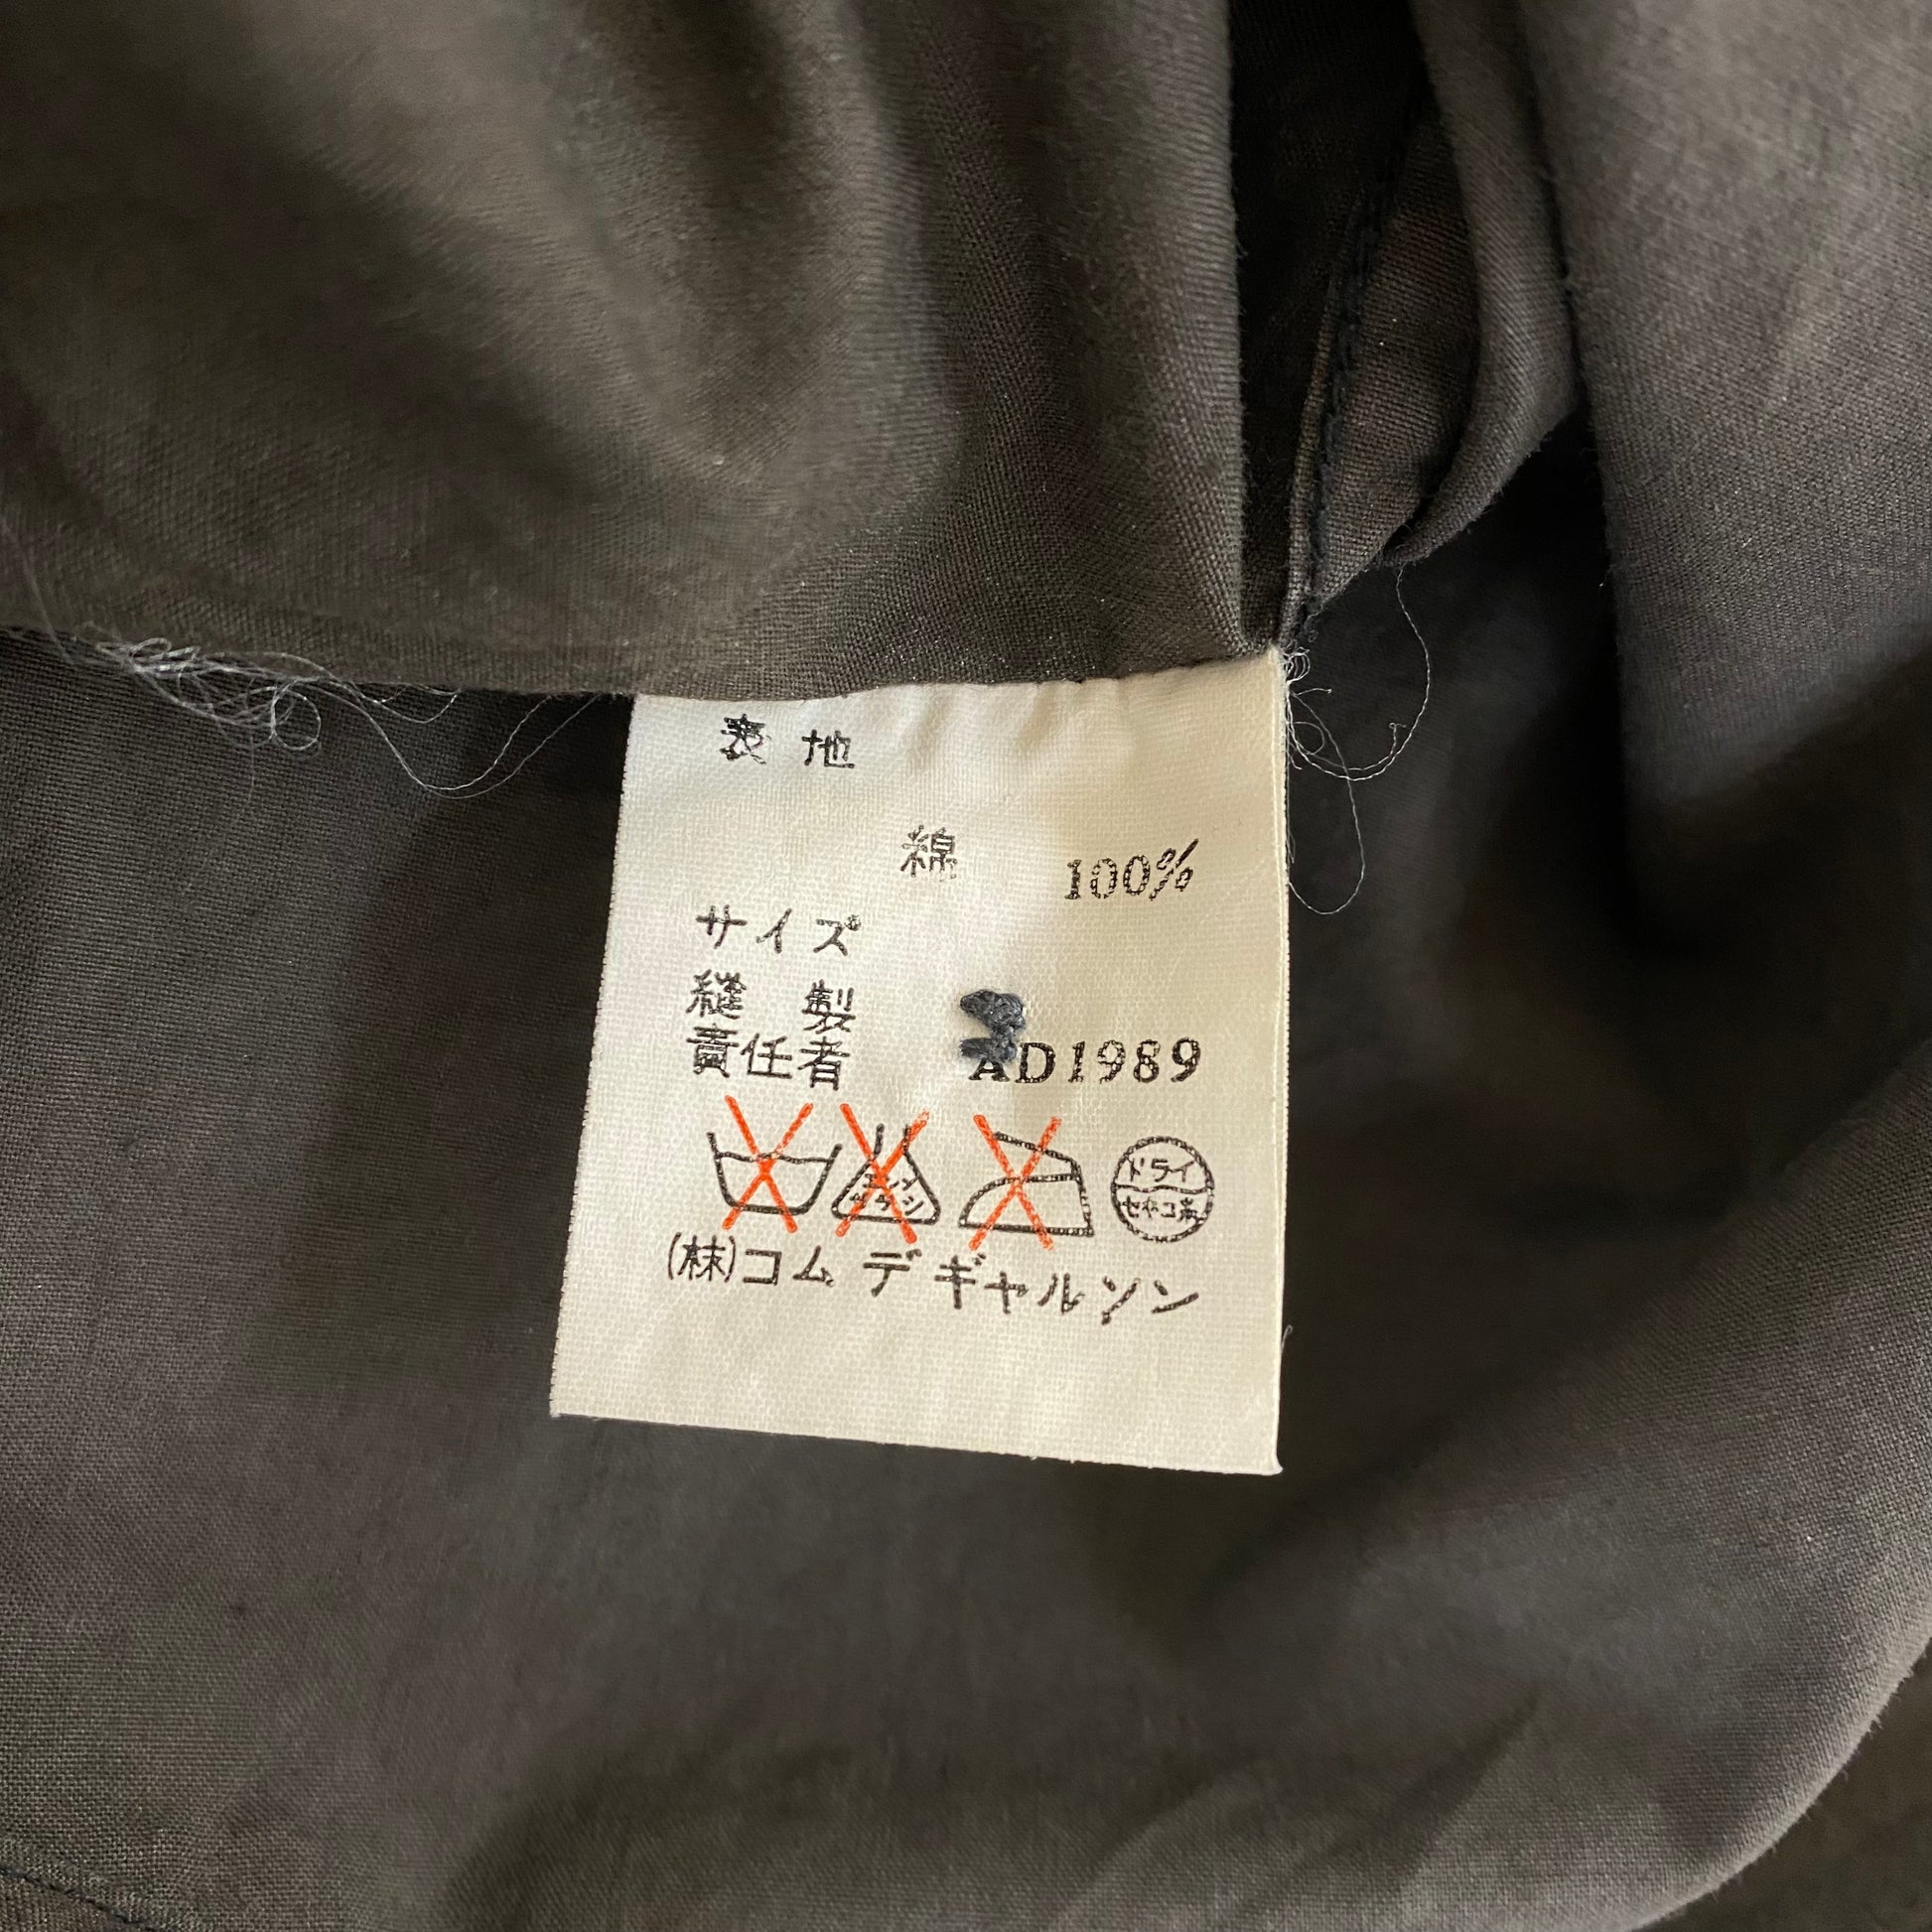 表地
綿 100%
サイズ
縫製
責任者 AD1989
ドライ
(株)コム デ ギャルソン